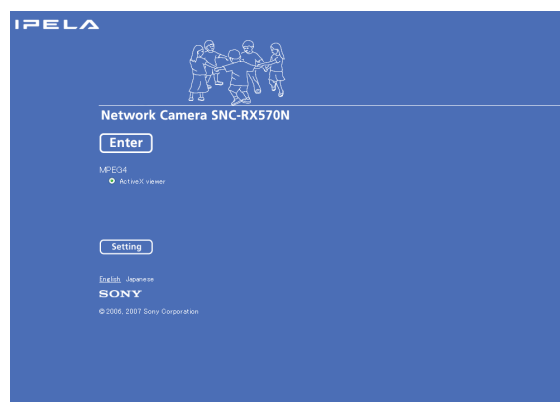 IPELA
Network Camera SNC-RX570N
Enter
MPEG4
ActiveX viewer
Setting
English Japanese
SONY
© 2006, 2007 Sony Corporation